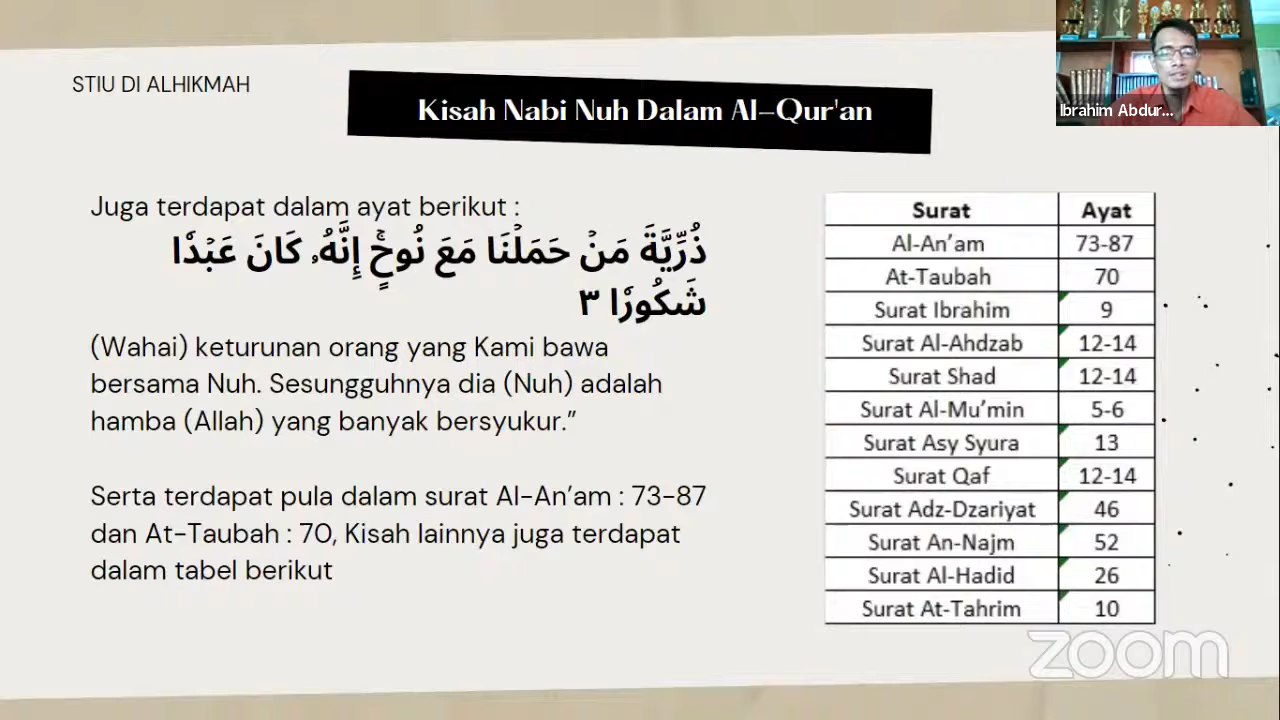 STIU DI ALHIKMAH
Kisah Nabi Nuh Dalam Al-Qur'an
Ibrahim Abdur...
Juga terdapat dalam ayat berikut :
ذُرِّيَّةَ مَنۡ حَمَلۡنَا مَعَ نُوحٍۚ إِنَّهُۥ كَانَ عَبۡدٗا
شَكُورٗا ٣
(Wahai) keturunan orang yang Kami bawa
bersama Nuh. Sesungguhnya dia (Nuh) adalah
hamba (Allah) yang banyak bersyukur.”
Serta terdapat pula dalam surat Al-An’am : 73-87
dan At-Taubah : 70, Kisah lainnya juga terdapat
dalam tabel berikut
Surat Ayat
Al-An’am 73-87
At-Taubah 70
Surat Ibrahim 9
Surat Al-Ahdzab 12-14
Surat Shad 12-14
Surat Al-Mu’min 5-6
Surat Asy Syura 13
Surat Qaf 12-14
Surat Adz-Dzariyat 46
Surat An-Najm 52
Surat Al-Hadid 26
Surat At-Tahrim 10
zoom